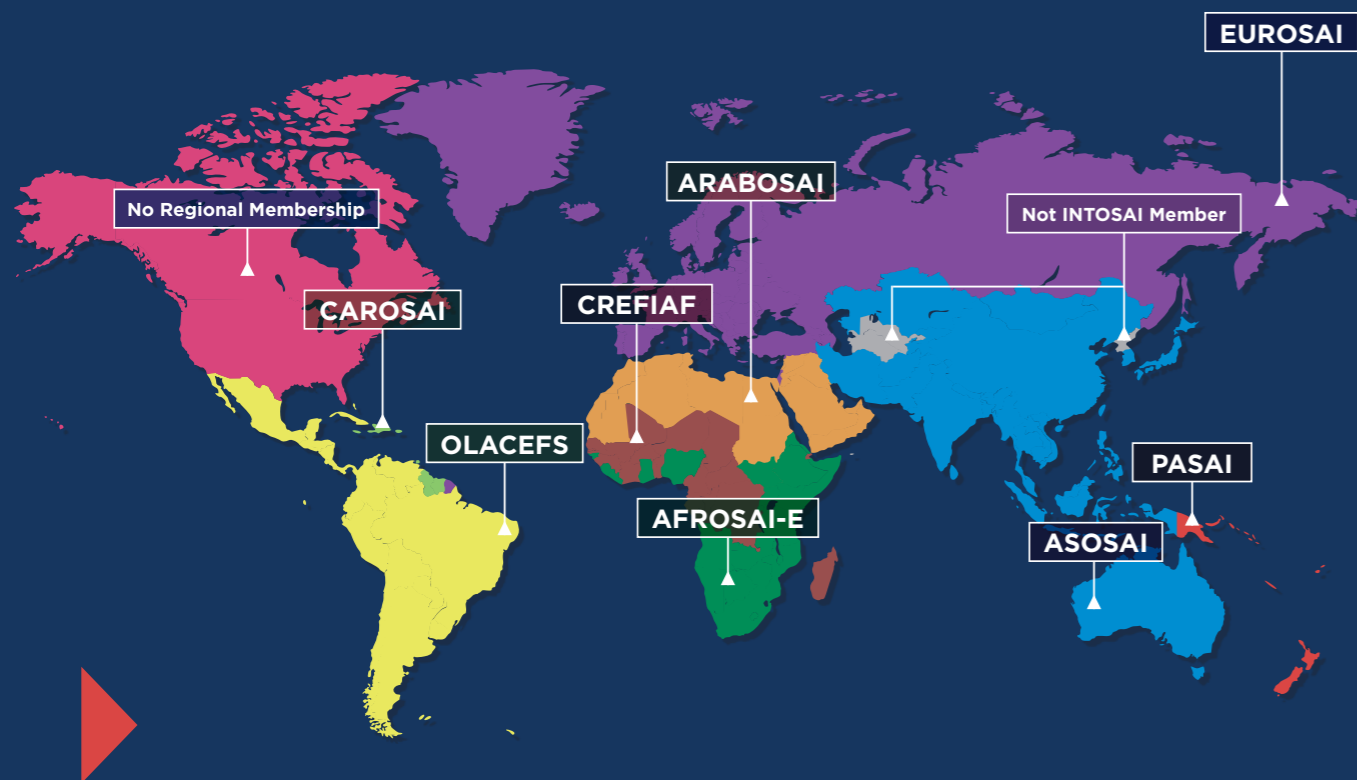 EUROSAI
ARABOSAI
No Regional Membership
Not INTOSAI Member
CAROSAI
CREFIAF
OLACEFS
PASAI
AFROSAI-E
ASOSAI